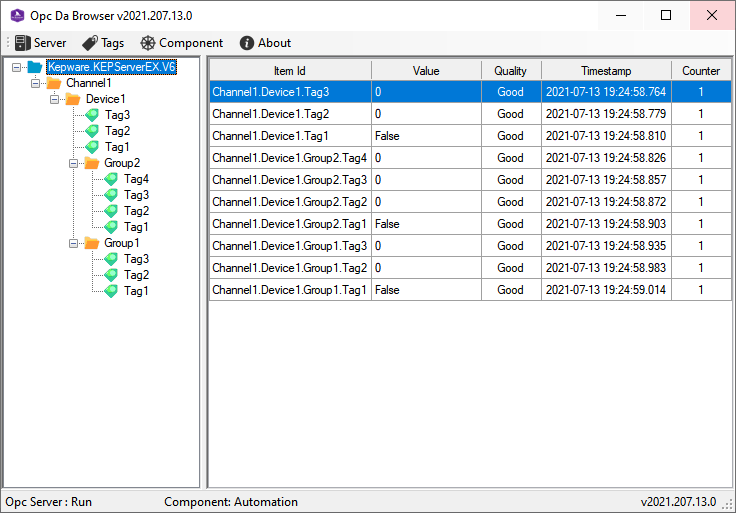 Opc Da Browser v2021.207.13.0
Server Tags Component About
Kepware.KEPServerEX.V6
Channel1
Device1
Tag3
Tag2
Tag1
Group2
Tag4
Tag3
Tag2
Tag1
Group1
Tag3
Tag2
Tag1
Item Id Value Quality Timestamp Counter
Channel1.Device1.Tag3 0 Good 2021-07-13 19:24:58.764 1
Channel1.Device1.Tag2 0 Good 2021-07-13 19:24:58.779 1
Channel1.Device1.Tag1 False Good 2021-07-13 19:24:58.810 1
Channel1.Device1.Group2.Tag4 0 Good 2021-07-13 19:24:58.826 1
Channel1.Device1.Group2.Tag3 0 Good 2021-07-13 19:24:58.857 1
Channel1.Device1.Group2.Tag2 0 Good 2021-07-13 19:24:58.872 1
Channel1.Device1.Group2.Tag1 False Good 2021-07-13 19:24:58.903 1
Channel1.Device1.Group1.Tag3 0 Good 2021-07-13 19:24:58.935 1
Channel1.Device1.Group1.Tag2 0 Good 2021-07-13 19:24:58.983 1
Channel1.Device1.Group1.Tag1 False Good 2021-07-13 19:24:59.014 1
Opc Server : Run Component: Automation v2021.207.13.0